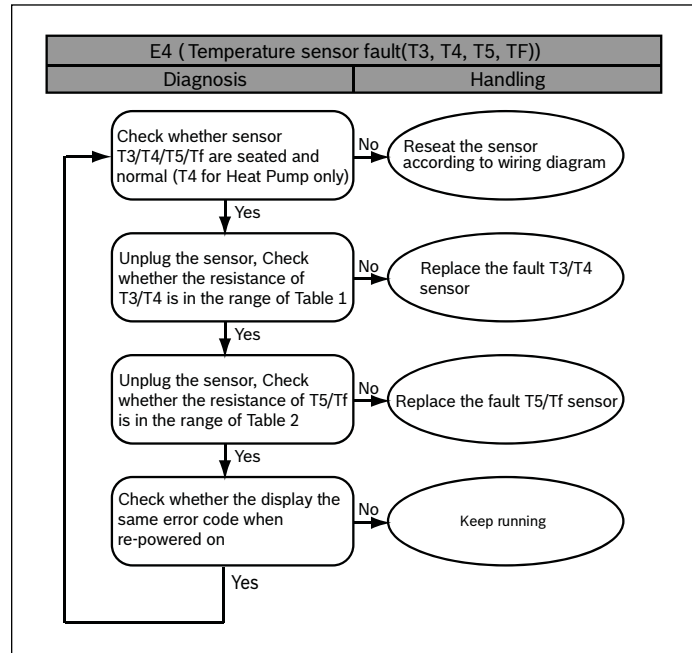 E4 ( Temperature sensor fault(T3, T4, T5, TF))
Diagnosis
Handling
Check whether sensor
T3/T4/T5/Tf are seated and
normal (T4 for Heat Pump only)
No
Reseat the sensor
according to wiring diagram
Yes
Unplug the sensor, Check
whether the resistance of
T3/T4 is in the range of Table 1
No
Replace the fault T3/T4
sensor
Yes
Unplug the sensor, Check
whether the resistance of T5/Tf
is in the range of Table 2
No
Replace the fault T5/Tf sensor
Yes
Check whether the display the
same error code when
re-powered on
No
Keep running
Yes